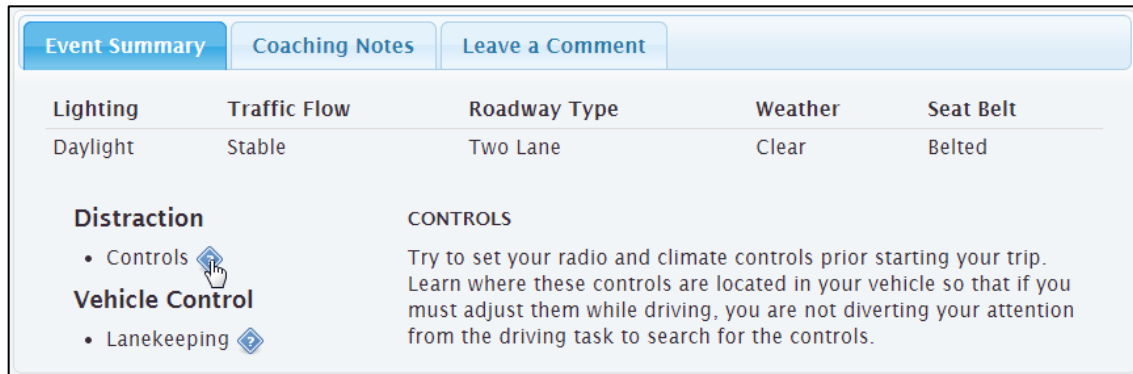 Event Summary Coaching Notes Leave a Comment
Lighting Traffic Flow Roadway Type Weather Seat Belt
Daylight Stable Two Lane Clear Belted
Distraction
• Controls ?
Vehicle Control
• Lanekeeping ?
CONTROLS
Try to set your radio and climate controls prior starting your trip.
Learn where these controls are located in your vehicle so that if you
must adjust them while driving, you are not diverting your attention
from the driving task to search for the controls.